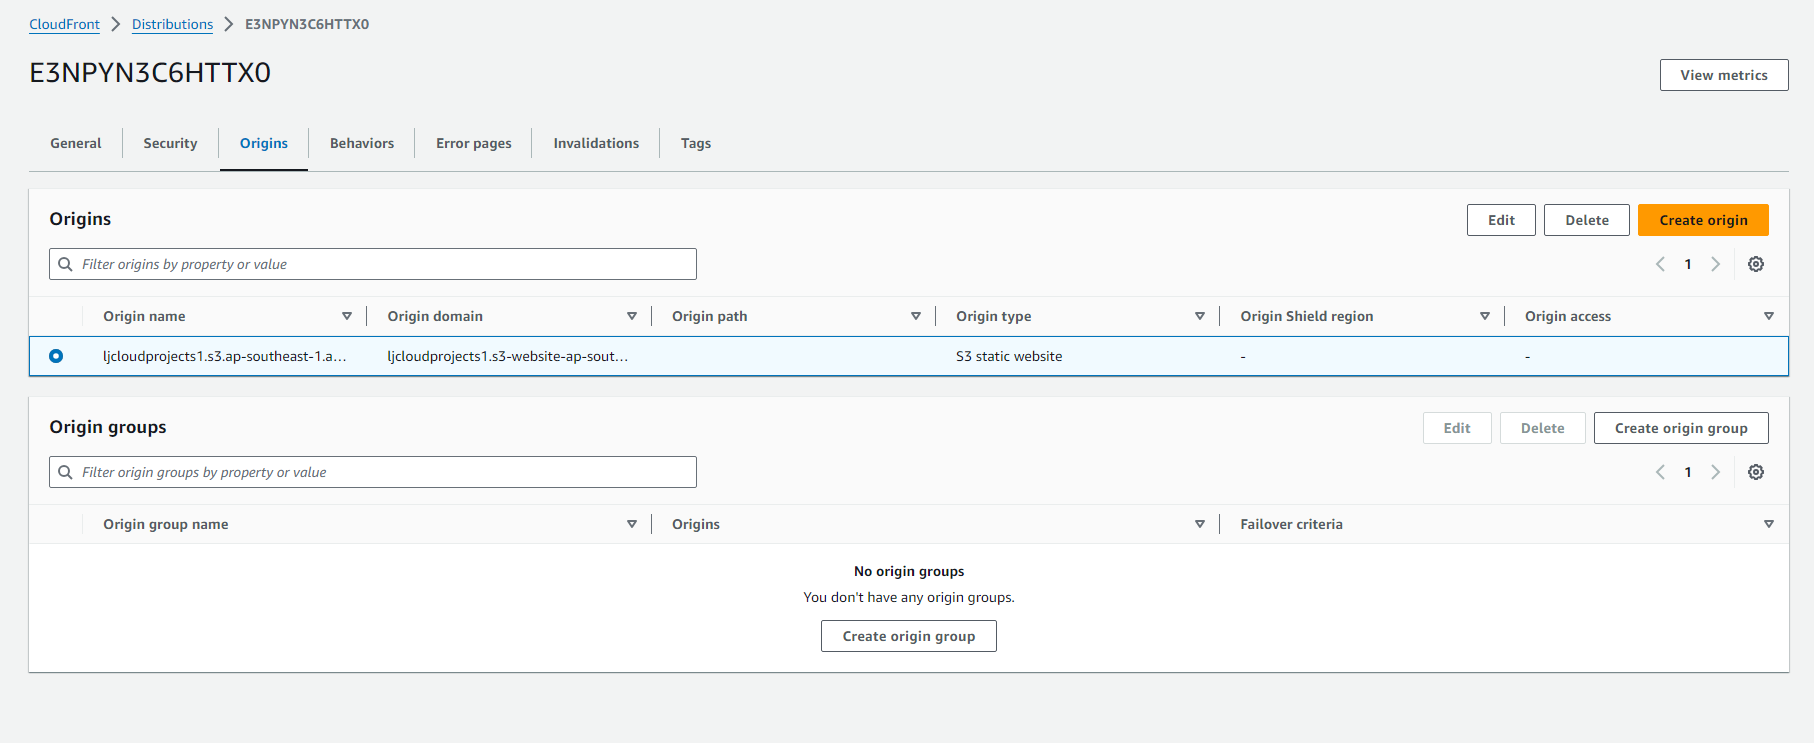 CloudFront > Distributions > E3NPYN3C6HTTX0
E3NPYN3C6HTTX0
View metrics
General Security Origins Behaviors Error pages Invalidations Tags
Origins
Edit Delete Create origin
Filter origins by property or value
1
Origin name Origin domain Origin path Origin type Origin Shield region Origin access
ljcloudprojects1.s3.ap-southeast-1.a... ljcloudprojects1.s3-website-ap-sout... S3 static website - -
Origin groups
Edit Delete Create origin group
Filter origin groups by property or value
1
Origin group name Origins Failover criteria
No origin groups
You don't have any origin groups.
Create origin group